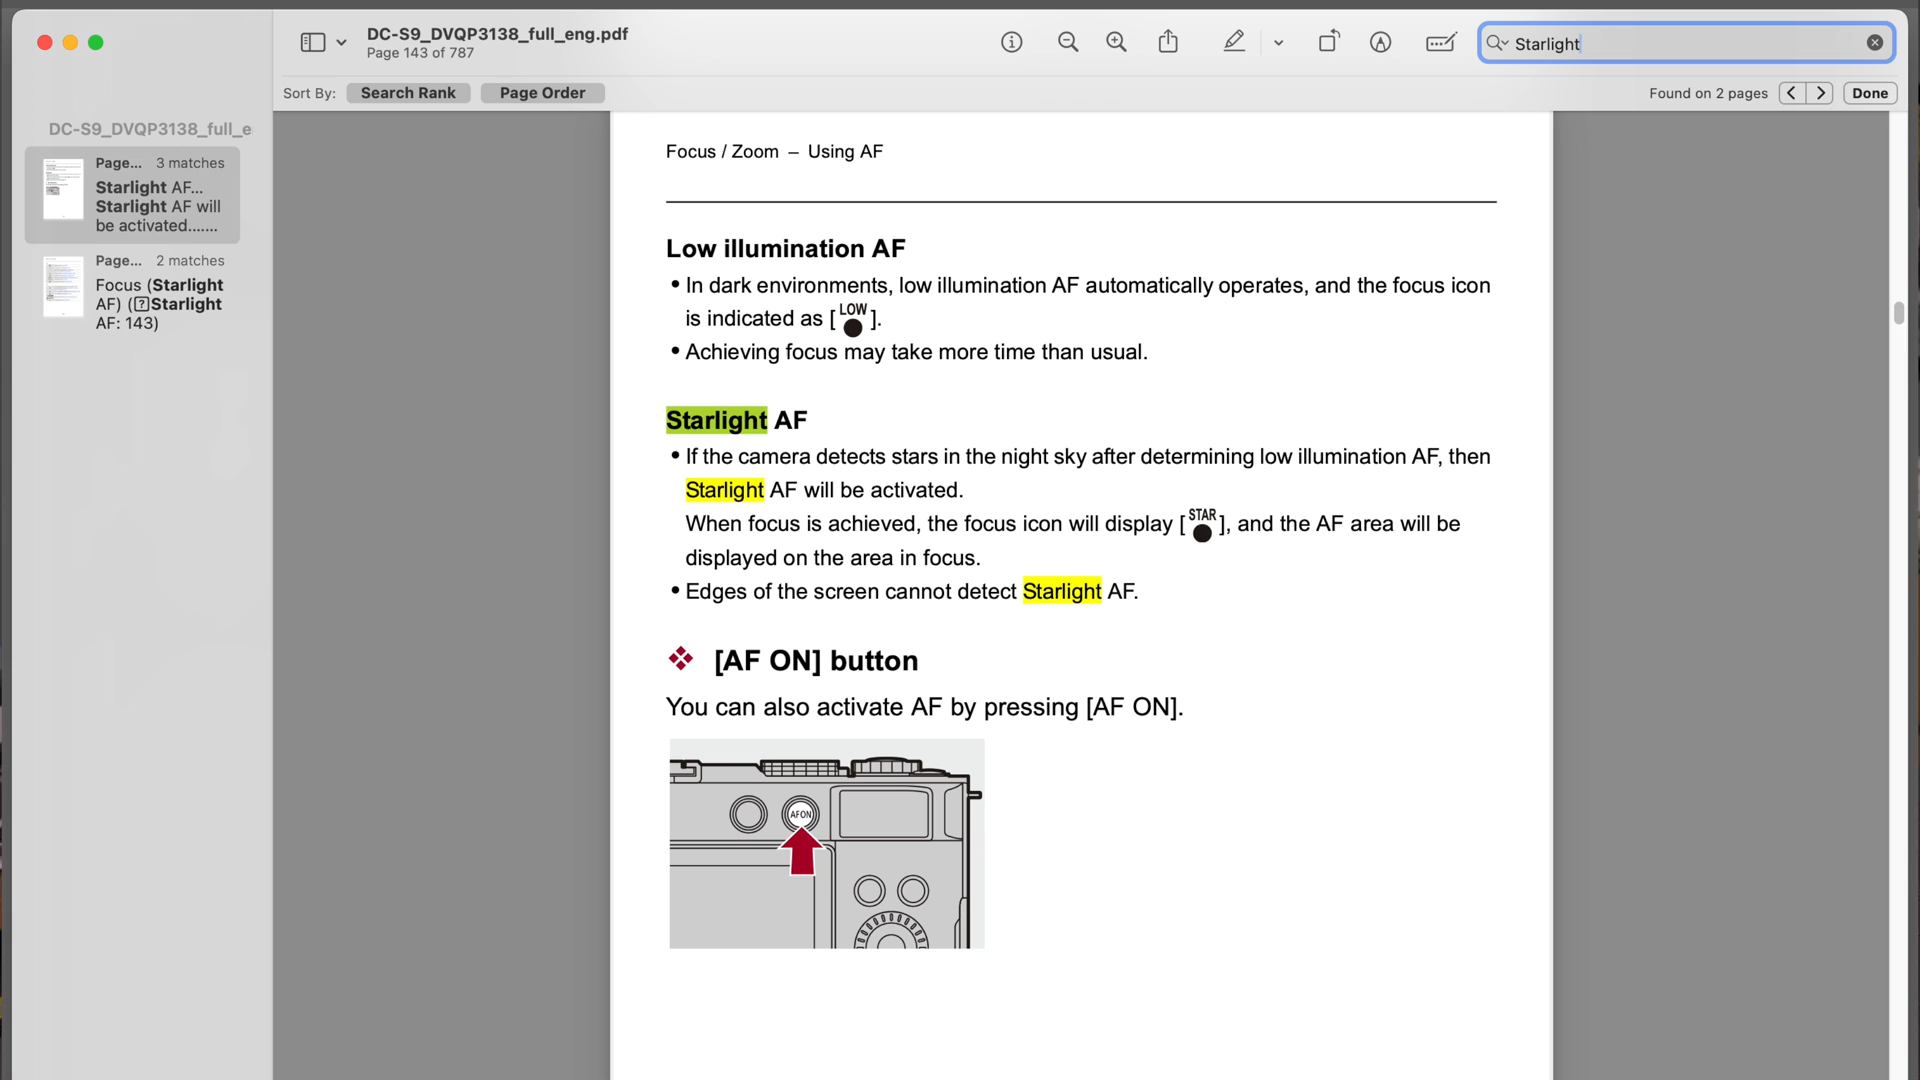 DC-S9_DVQP3138_full_eng.pdf
Page 143 of 787
Starlight
Sort By:
Search Rank
Page Order
Found on 2 pages
Done
DC-S9_DVQP3138_full_e
Page... 3 matches
Starlight AF...
Starlight AF will
be activated.......
Page... 2 matches
Focus (Starlight
AF) (?Starlight
AF: 143)
Focus / Zoom – Using AF
Low illumination AF
• In dark environments, low illumination AF automatically operates, and the focus icon
is indicated as [LOW].
• Achieving focus may take more time than usual.
Starlight AF
• If the camera detects stars in the night sky after determining low illumination AF, then
Starlight AF will be activated.
When focus is achieved, the focus icon will display [STAR], and the AF area will be
displayed on the area in focus.
• Edges of the screen cannot detect Starlight AF.
[AF ON] button
You can also activate AF by pressing [AF ON].
AF ON